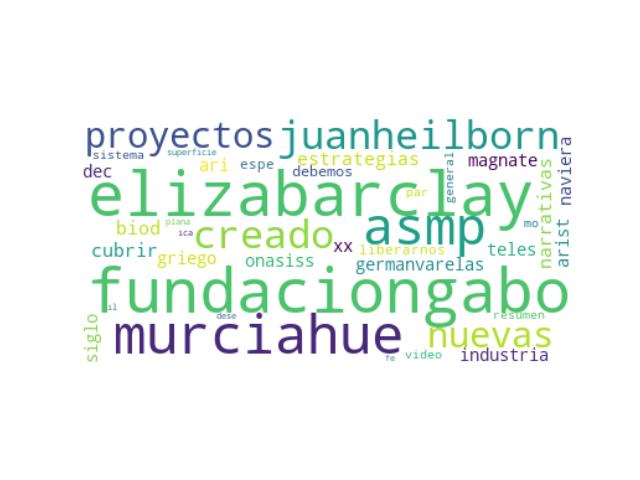 proyectos juanheilborn
sistema superficie ari espe estrategias general magnate
dec debemos
elizabarclay
par narrativas naviera
biod piana creado asmp mo
ica xx liberarnos
cubrir griego onasiss germanvarelas teles arist
fundaciongabo
il dese resumen
siglo murciahue nuevas
fe video industria